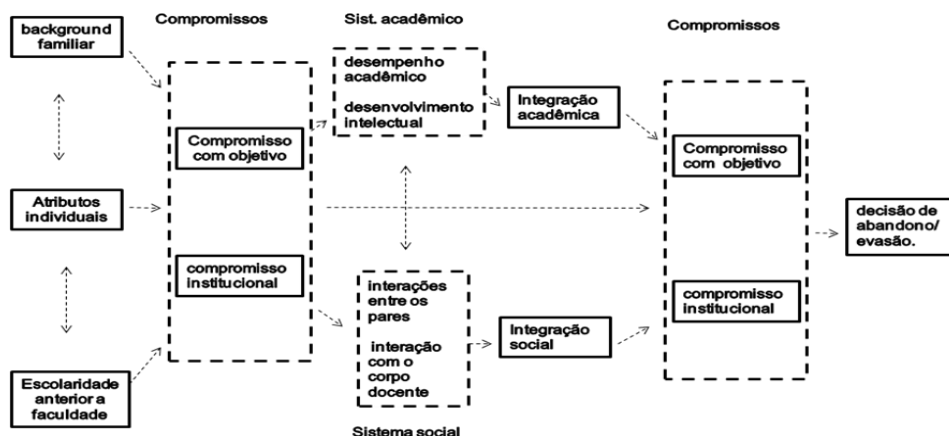 background
familiar
Atributos
individuais
Escolaridade
anterior a
faculdade
Compromissos
Compromisso
com objetivo
compromisso
institucional
Sist. acadêmico
desempenho
acadêmico
desenvolvimento
intelectual
interações
entre os
pares
interação
com o
corpo
docente
Sistema social
Integração
acadêmica
Integração
social
Compromissos
Compromisso
com objetivo
compromisso
institucional
decisão de
abandono/
evasão.